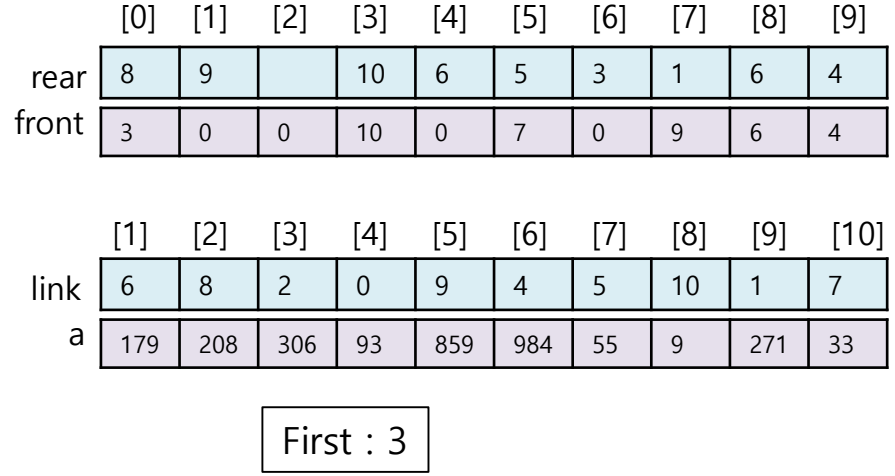 [0] [1] [2] [3] [4] [5] [6] [7] [8] [9]
rear 8 9 10 6 5 3 1 6 4
front 3 0 0 10 0 7 0 9 6 4
[1] [2] [3] [4] [5] [6] [7] [8] [9] [10]
link 6 8 2 0 9 4 5 10 1 7
a 179 208 306 93 859 984 55 9 271 33
First : 3